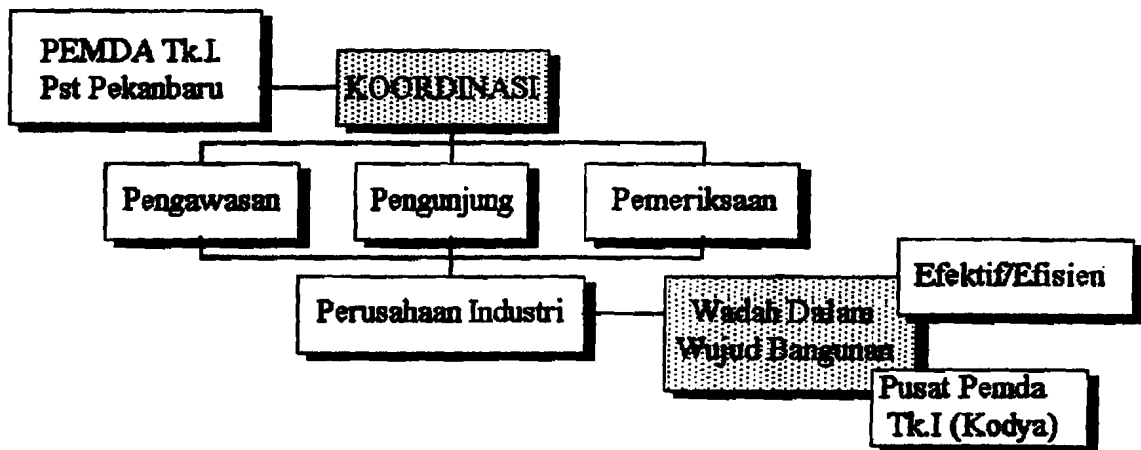 PEMDA Tk.I.
Pst Pekanbaru
KOORDINASI
Pengawasan
Pengunjung
Pemeriksaan
Perusahaan Industri
Wadah Dalam
Wujud Bangunan
Efektif/Efisien
Pusat Pemda
Tk.I (Kodya)